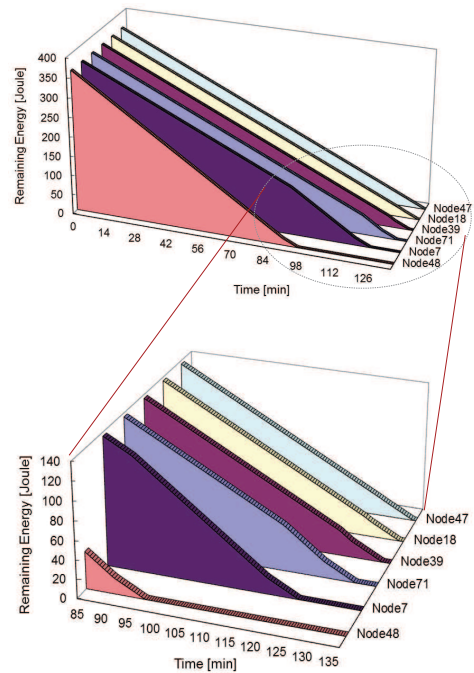 Remaining Energy [Joule]
400
350
300
250
200
150
100
50
0
0 14 28 42 56 70 84 98 112 126
Time [min]
Node47
Node18
Node39
Node71
Node7
Node48
Remaining Energy [Joule]
140
120
100
80
60
40
20
0
85 90 95 100 105 110 115 120 125 130 135
Time [min]
Node47
Node18
Node39
Node71
Node7
Node48